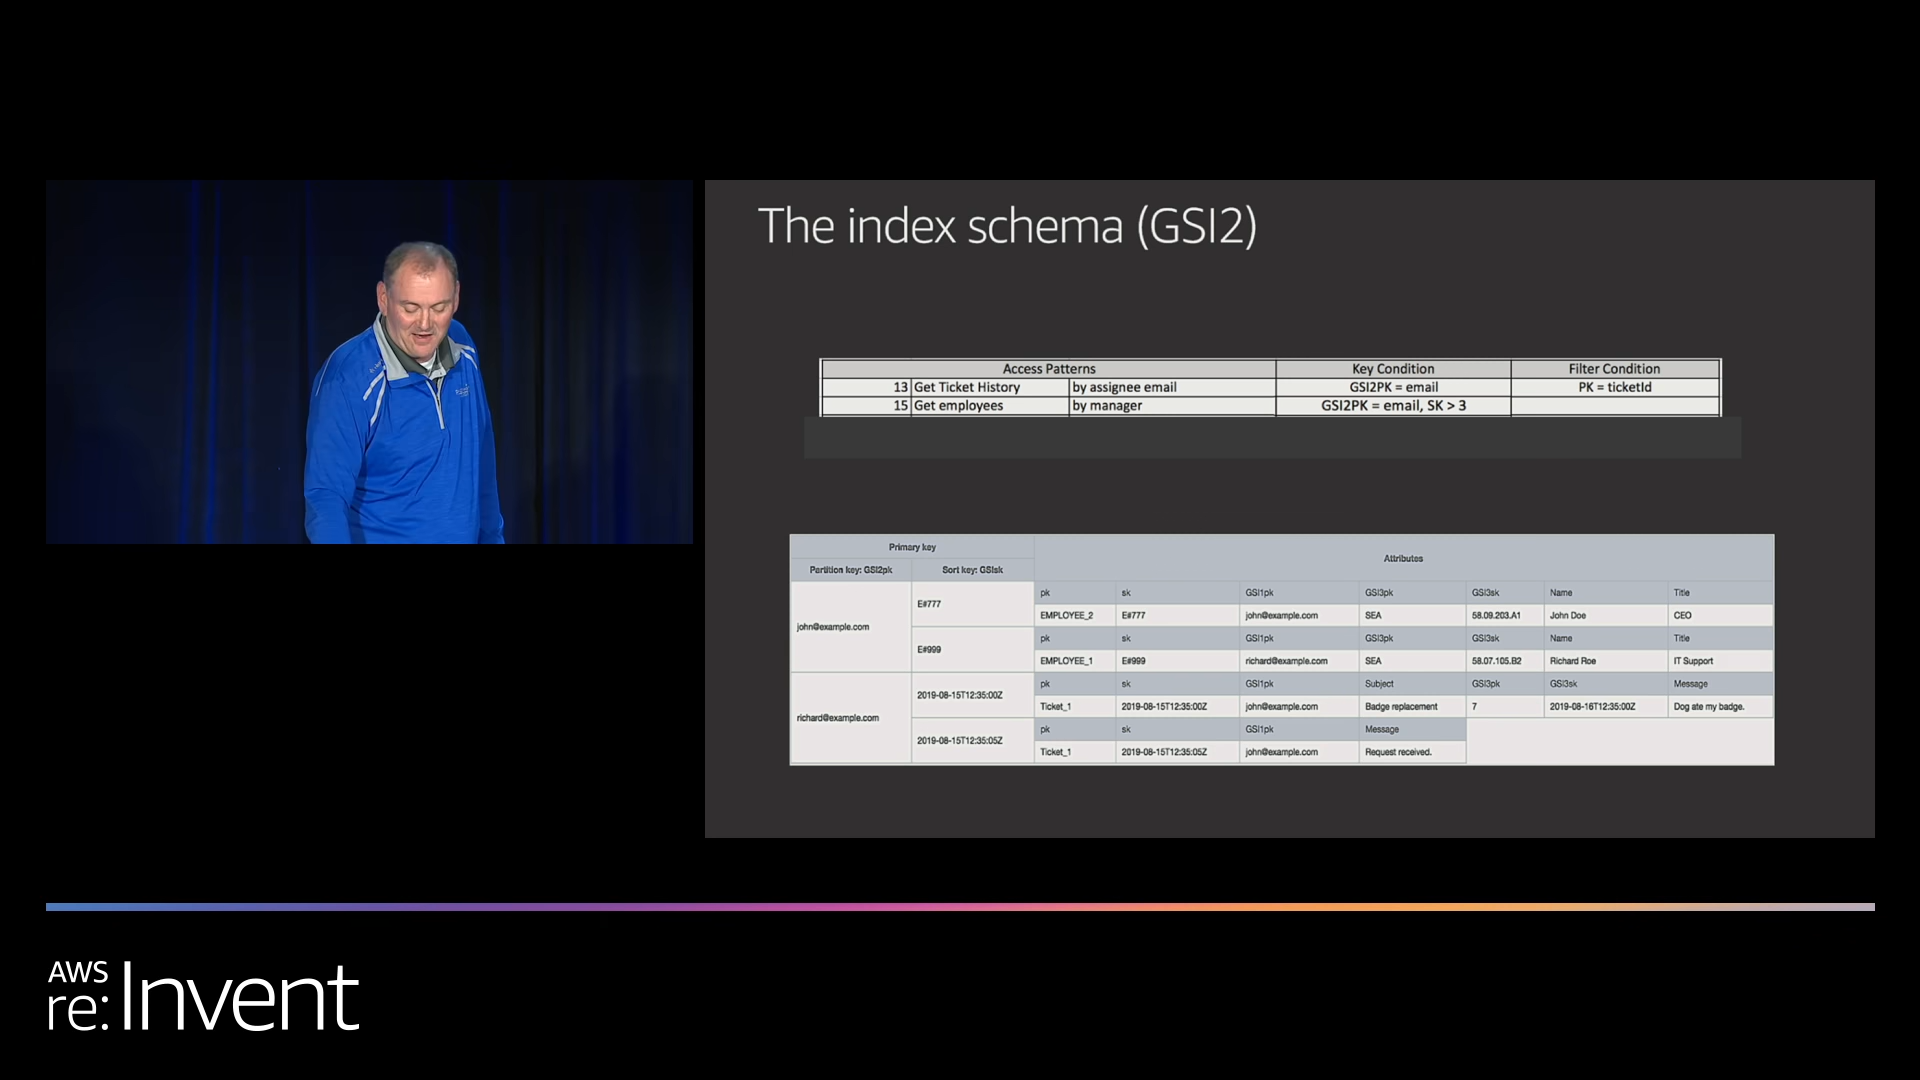 The index schema (GSI2)
Access Patterns Key Condition Filter Condition
13 Get Ticket History by assignee email GSI2PK = email PK = ticketId
15 Get employees by manager GSI2PK = email, SK > 3
Primary key Attributes
Partition key: GSI2pk Sort key: GSIsk
john@example.com E#777 pk sk GSI1pk GSI3pk GSI3sk Name Title
EMPLOYEE_2 E#777 john@example.com SEA 58.09.203.A1 John Doe CEO
E#999 pk sk GSI1pk GSI3pk GSI3sk Name Title
EMPLOYEE_1 E#999 richard@example.com SEA 58.07.105.B2 Richard Roe IT Support
richard@example.com 2019-08-15T12:35:00Z pk sk GSI1pk Subject GSI3pk GSI3sk Message
Ticket_1 2019-08-15T12:35:00Z john@example.com Badge replacement 7 2019-08-16T12:35:00Z Dog ate my badge.
2019-08-15T12:35:05Z pk sk GSI1pk Message
Ticket_1 2019-08-15T12:35:05Z john@example.com Request received.
AWS
re:Invent